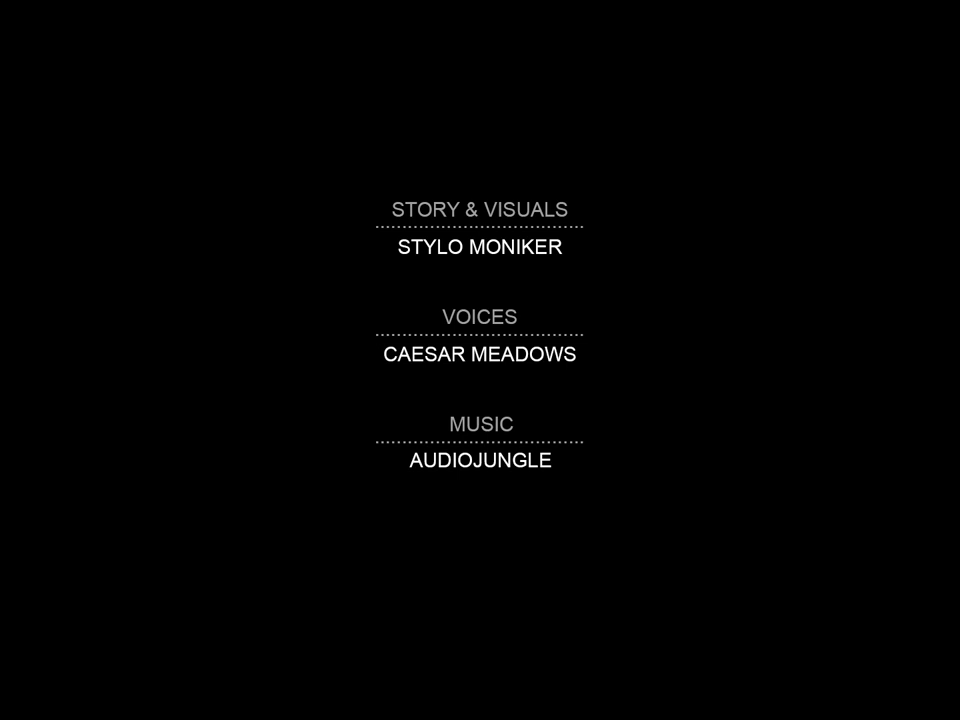 STORY & VISUALS
STYLO MONIKER
VOICES
CAESAR MEADOWS
MUSIC
AUDIOJUNGLE